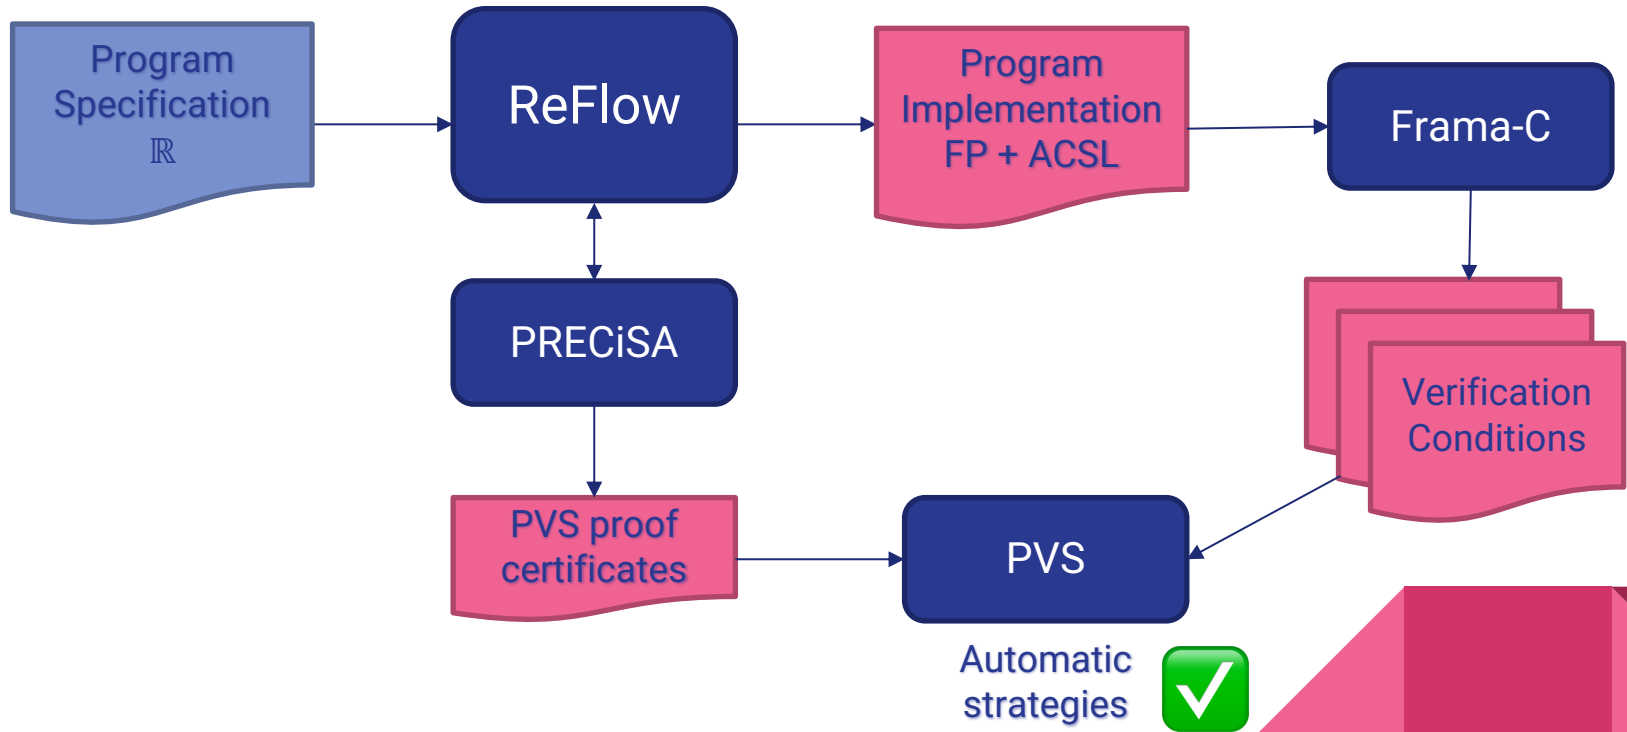 Program
Specification
ℝ
ReFlow
Program
Implementation
FP + ACSL
Frama-C
PRECiSA
Verification
Conditions
PVS proof
certificates
PVS
Automatic
strategies